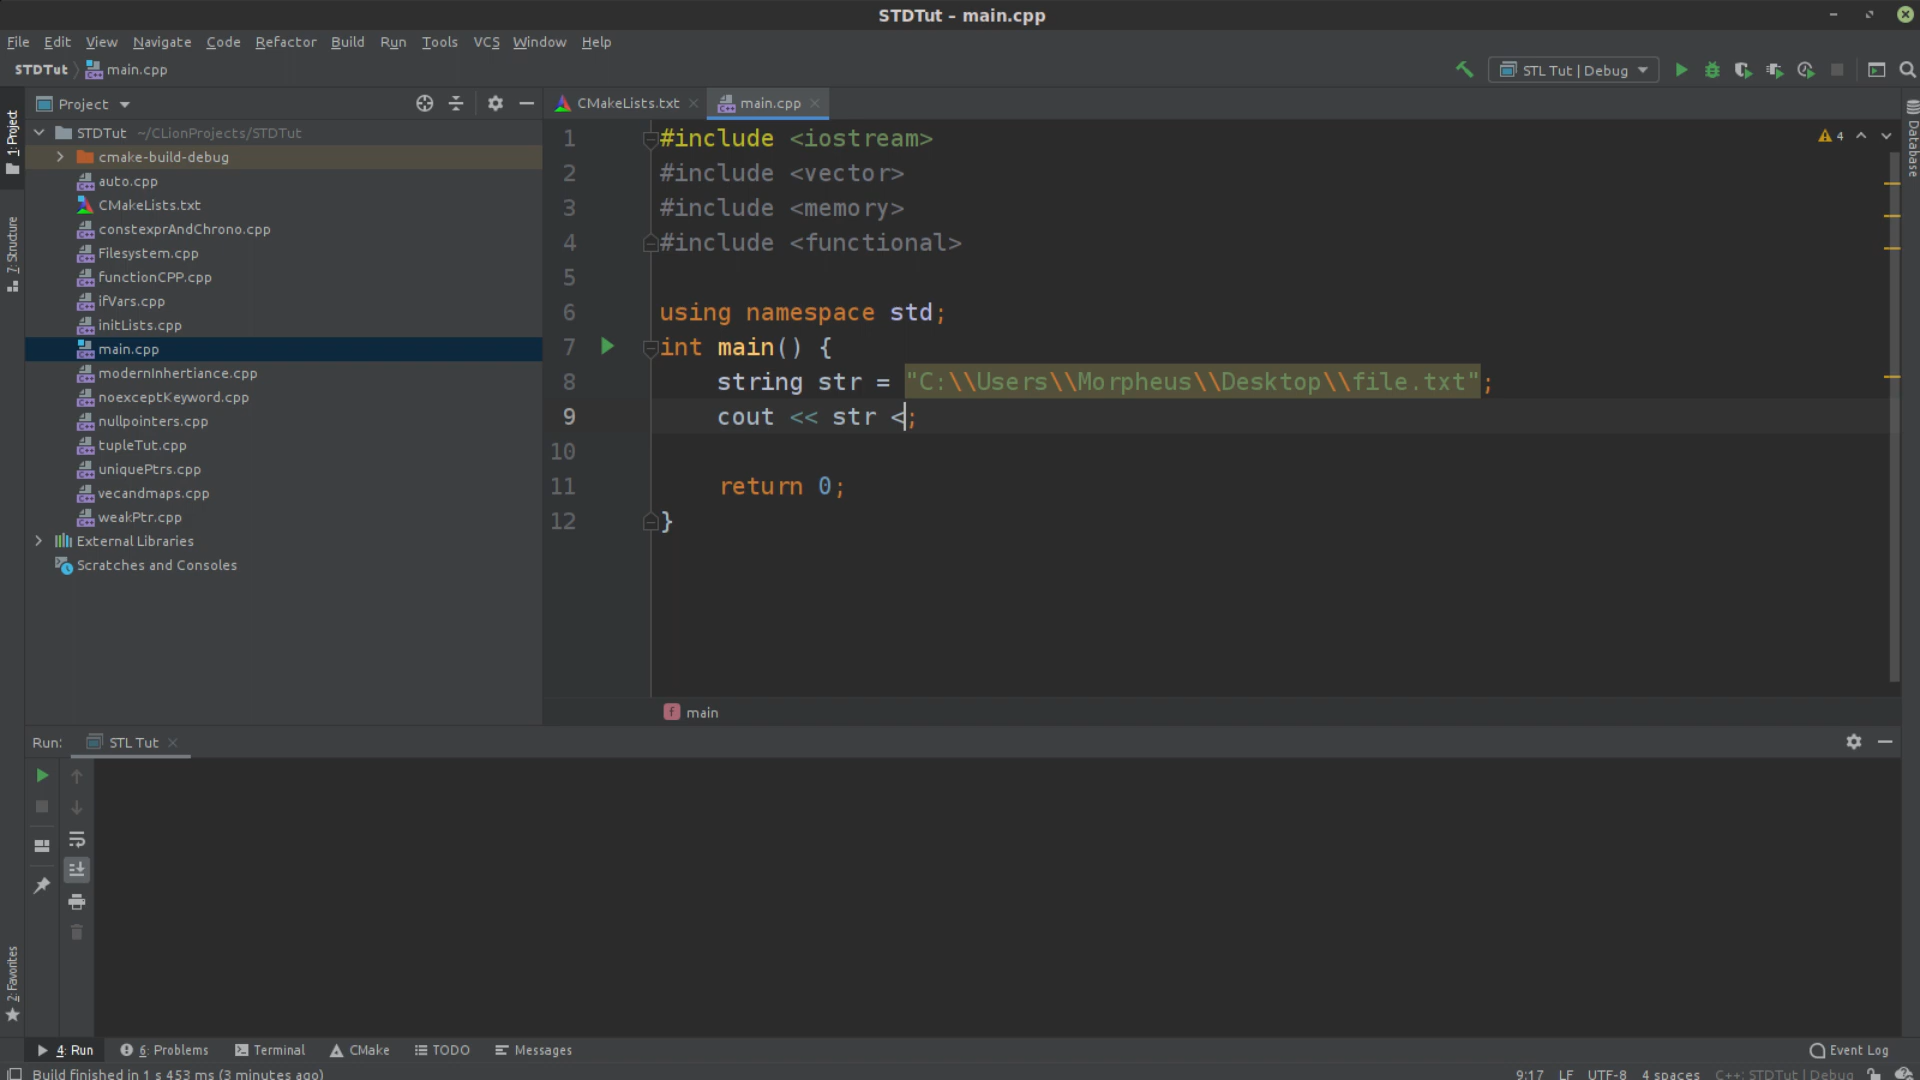 STDTut – main.cpp
File Edit View Navigate Code Refactor Build Run Tools VCS Window Help
STDTut main.cpp
STL Tut | Debug
Project
CMakeLists.txt main.cpp
1: Project
7: Structure
2: Favorites
Database
STDTut ~/CLionProjects/STDTut
cmake-build-debug
auto.cpp
CMakeLists.txt
constexprAndChrono.cpp
Filesystem.cpp
functionCPP.cpp
ifVars.cpp
initLists.cpp
main.cpp
modernInhertiance.cpp
noexceptKeyword.cpp
nullpointers.cpp
tupleTut.cpp
uniquePtrs.cpp
vecandmaps.cpp
weakPtr.cpp
External Libraries
Scratches and Consoles
4
1 #include <iostream>
2 #include <vector>
3 #include <memory>
4 #include <functional>
5
6 using namespace std;
7 int main() {
8 string str = "C:\\Users\\Morpheus\\Desktop\\file.txt";
9 cout << str <;
10
11 return 0;
12 }
f main
Run: STL Tut
4: Run 6: Problems Terminal CMake TODO Messages Event Log
Build finished in 1 s 453 ms (3 minutes ago) 9:17 LF UTF-8 4 spaces C++: STDTut | Debug